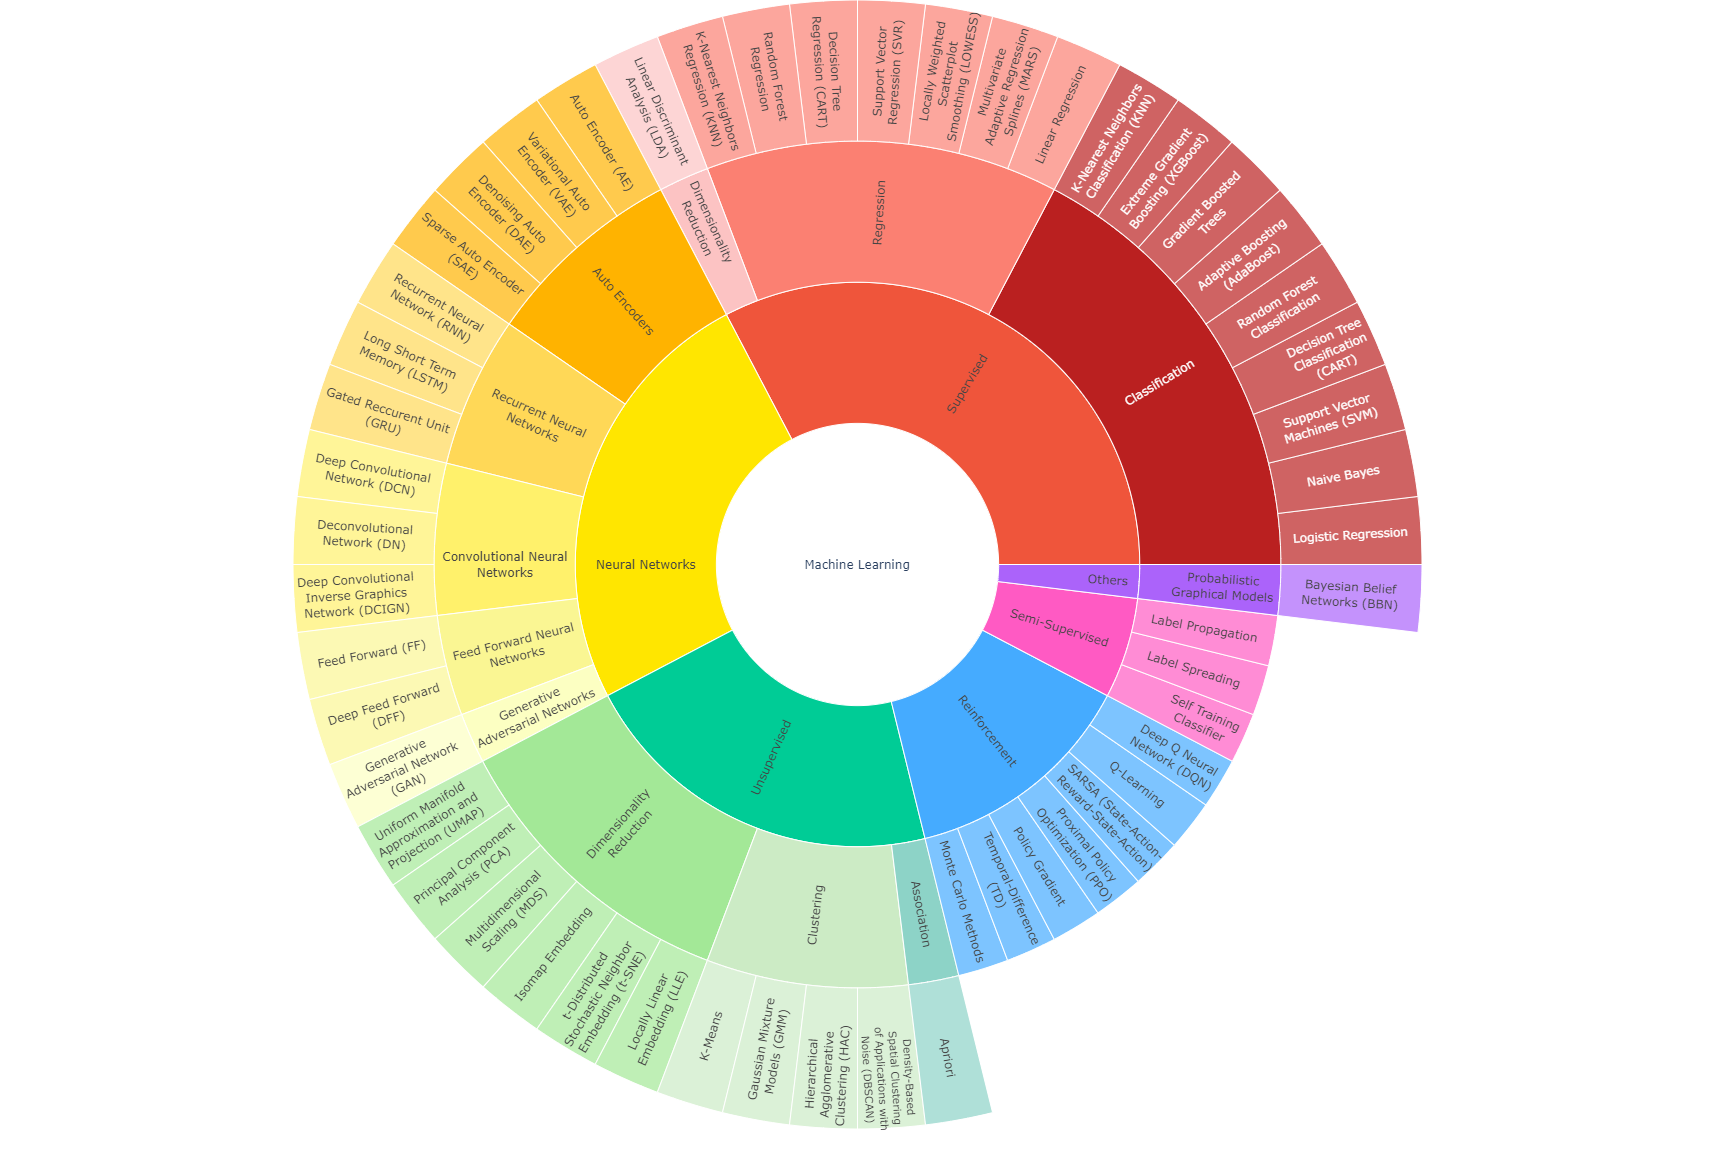 Machine Learning
Supervised
Classification
Logistic Regression
Naive Bayes
Support Vector
Machines (SVM)
Decision Tree
Classification
(CART)
Random Forest
Classification
Adaptive Boosting
(AdaBoost)
Gradient Boosted
Trees
Extreme Gradient
Boosting (XGBoost)
K-Nearest Neighbors
Classification (KNN)
Regression
Linear Regression
Multivariate
Adaptive Regression
Splines (MARS)
Locally Weighted
Scatterplot
Smoothing (LOWESS)
Support Vector
Regression (SVR)
Decision Tree
Regression (CART)
Random Forest
Regression
K-Nearest Neighbors
Regression (KNN)
Dimensionality
Reduction
Linear Discriminant
Analysis (LDA)
Neural Networks
Auto Encoders
Auto Encoder (AE)
Variational Auto
Encoder (VAE)
Denoising Auto
Encoder (DAE)
Sparse Auto Encoder
(SAE)
Recurrent Neural
Networks
Recurrent Neural
Network (RNN)
Long Short Term
Memory (LSTM)
Gated Reccurent Unit
(GRU)
Convolutional Neural
Networks
Deep Convolutional
Network (DCN)
Deconvolutional
Network (DN)
Deep Convolutional
Inverse Graphics
Network (DCIGN)
Feed Forward Neural
Networks
Feed Forward (FF)
Deep Feed Forward
(DFF)
Generative
Adversarial Networks
Generative
Adversarial Network
(GAN)
Unsupervised
Dimensionality
Reduction
Uniform Manifold
Approximation and
Projection (UMAP)
Principal Component
Analysis (PCA)
Multidimensional
Scaling (MDS)
Isomap Embedding
t-Distributed
Stochastic Neighbor
Embedding (t-SNE)
Locally Linear
Embedding (LLE)
Clustering
K-Means
Gaussian Mixture
Models (GMM)
Hierarchical
Agglomerative
Clustering (HAC)
Density-Based
Spatial Clustering
of Applications with
Noise (DBSCAN)
Association
Apriori
Reinforcement
Monte Carlo Methods
Temporal-Difference
(TD)
Policy Gradient
Proximal Policy
Optimization (PPO)
SARSA (State-Action-
Reward-State-Action)
Q-Learning
Deep Q Neural
Network (DQN)
Semi-Supervised
Self Training
Classifier
Label Spreading
Label Propagation
Others
Probabilistic
Graphical Models
Bayesian Belief
Networks (BBN)